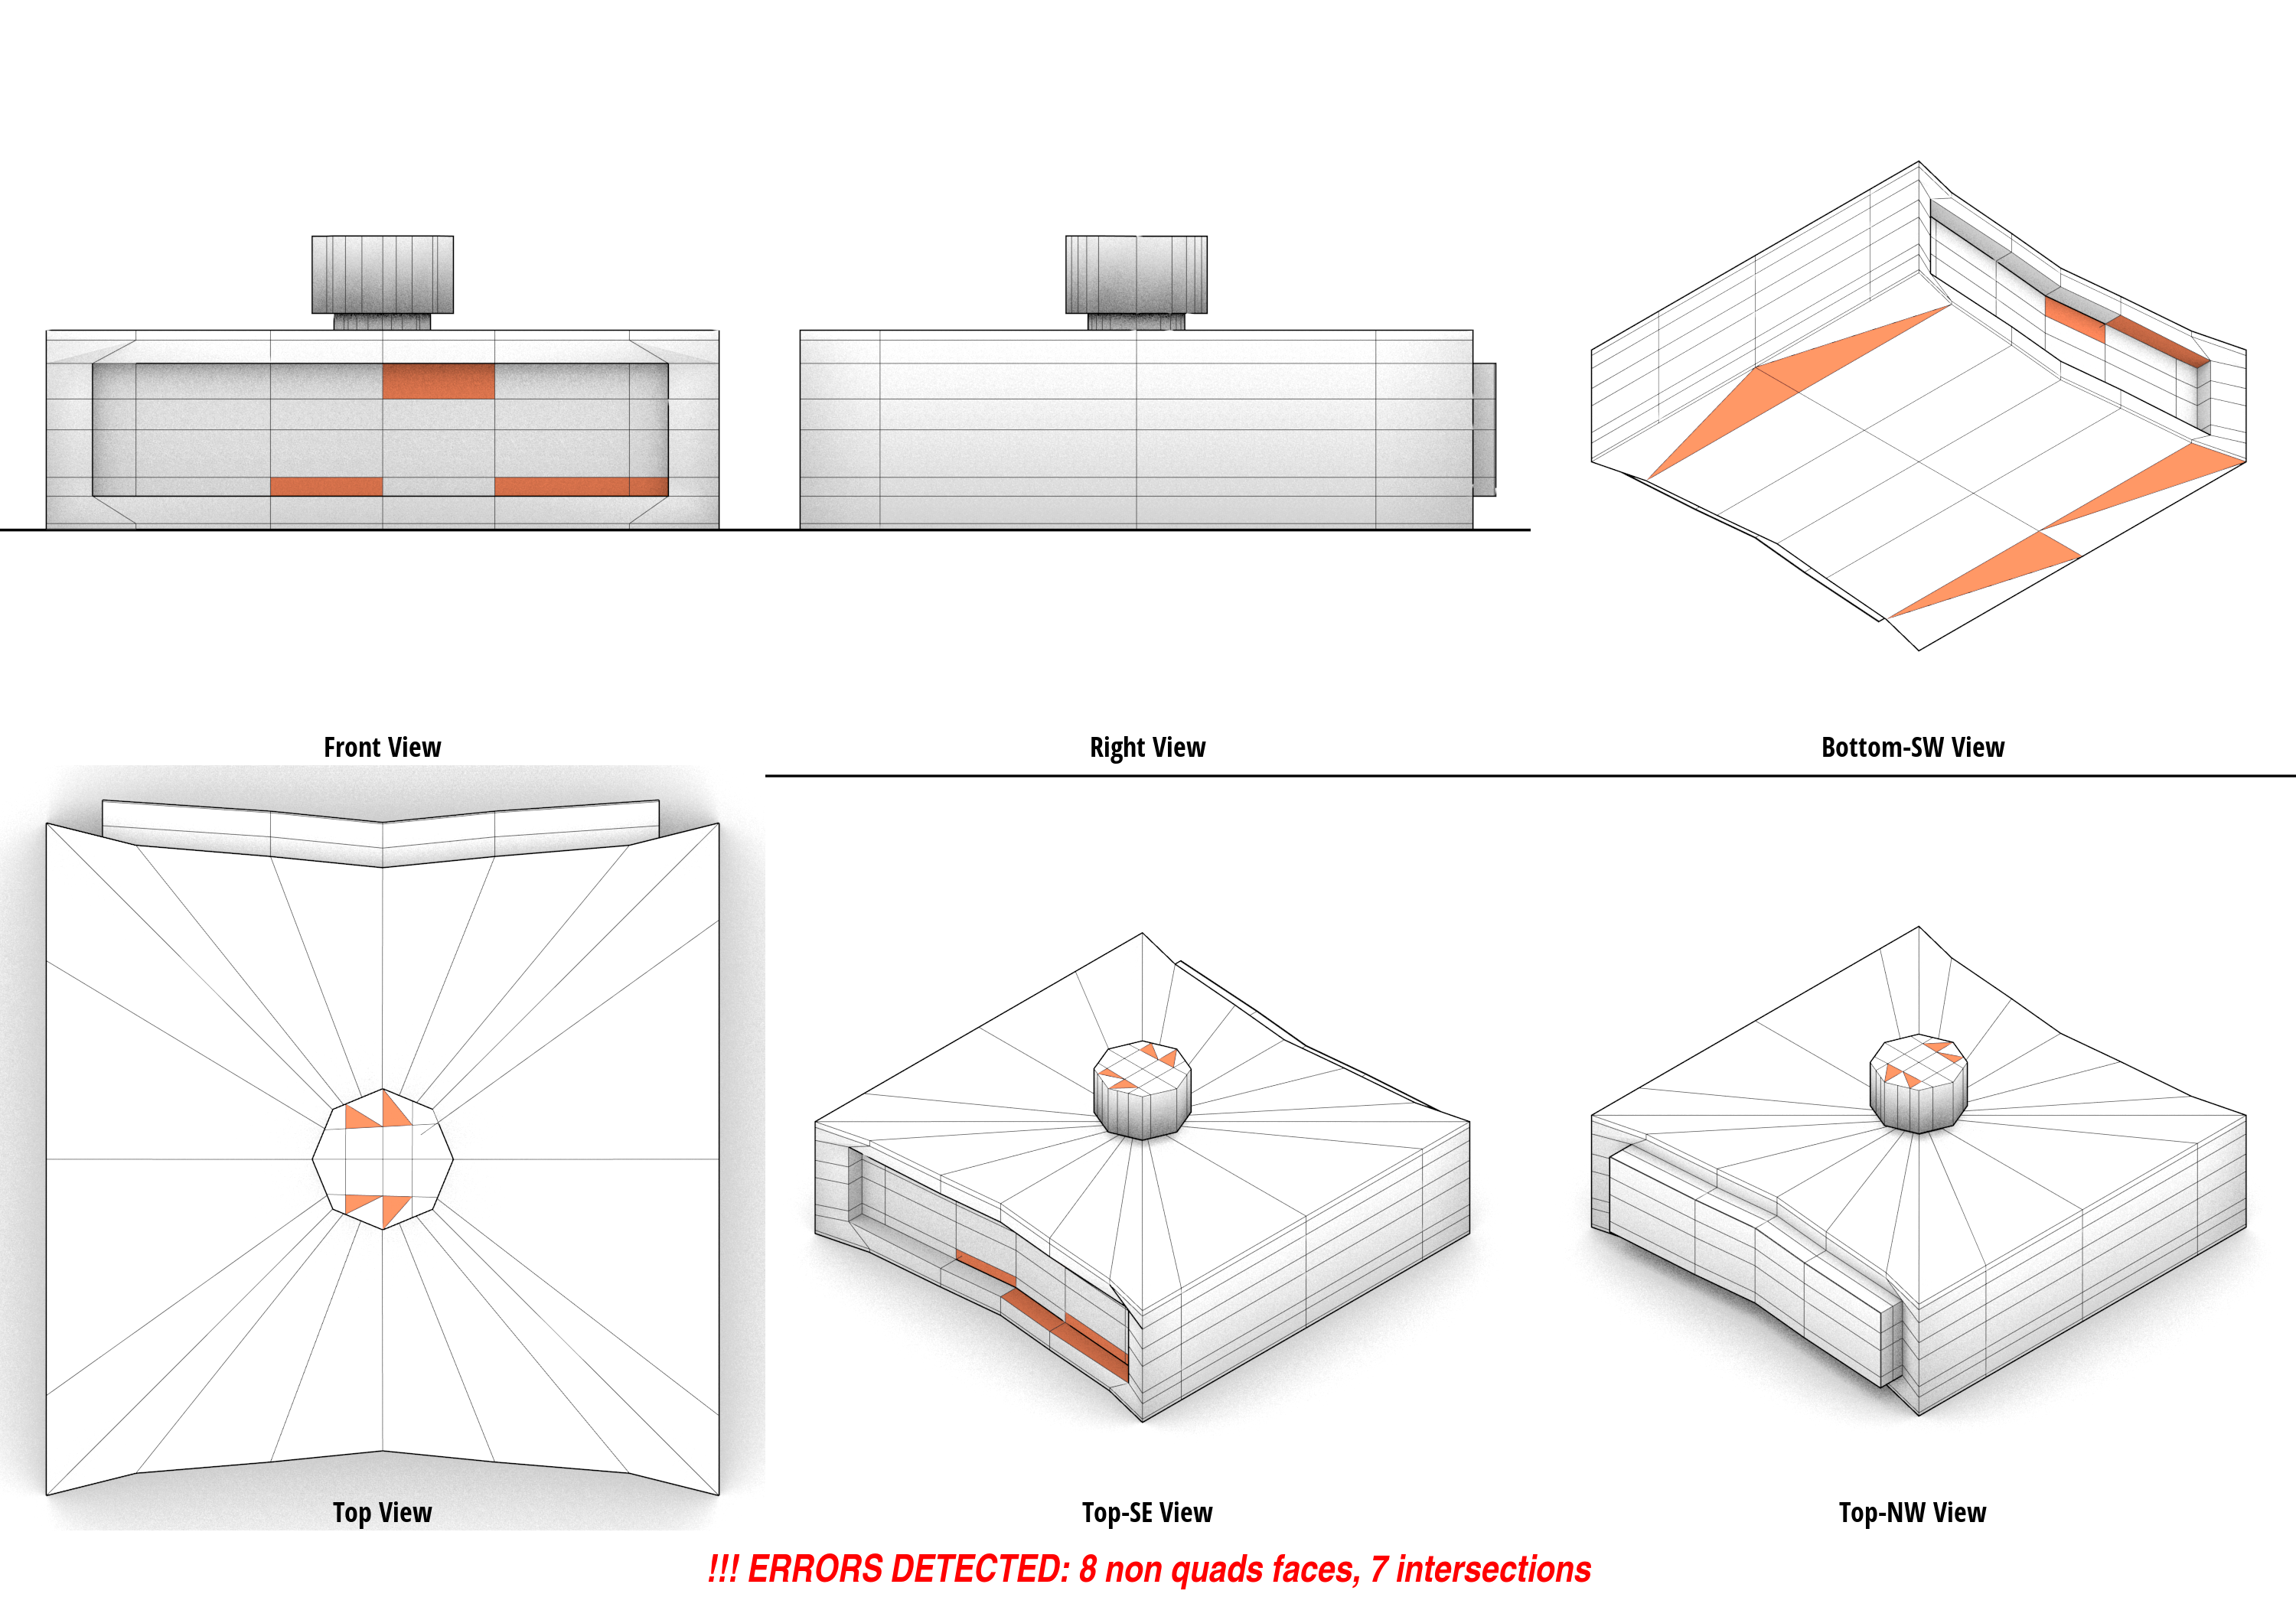 Front View
Right View
Bottom-SW View
Top View
Top-SE View
Top-NW View
!!! ERRORS DETECTED: 8 non quads faces, 7 intersections